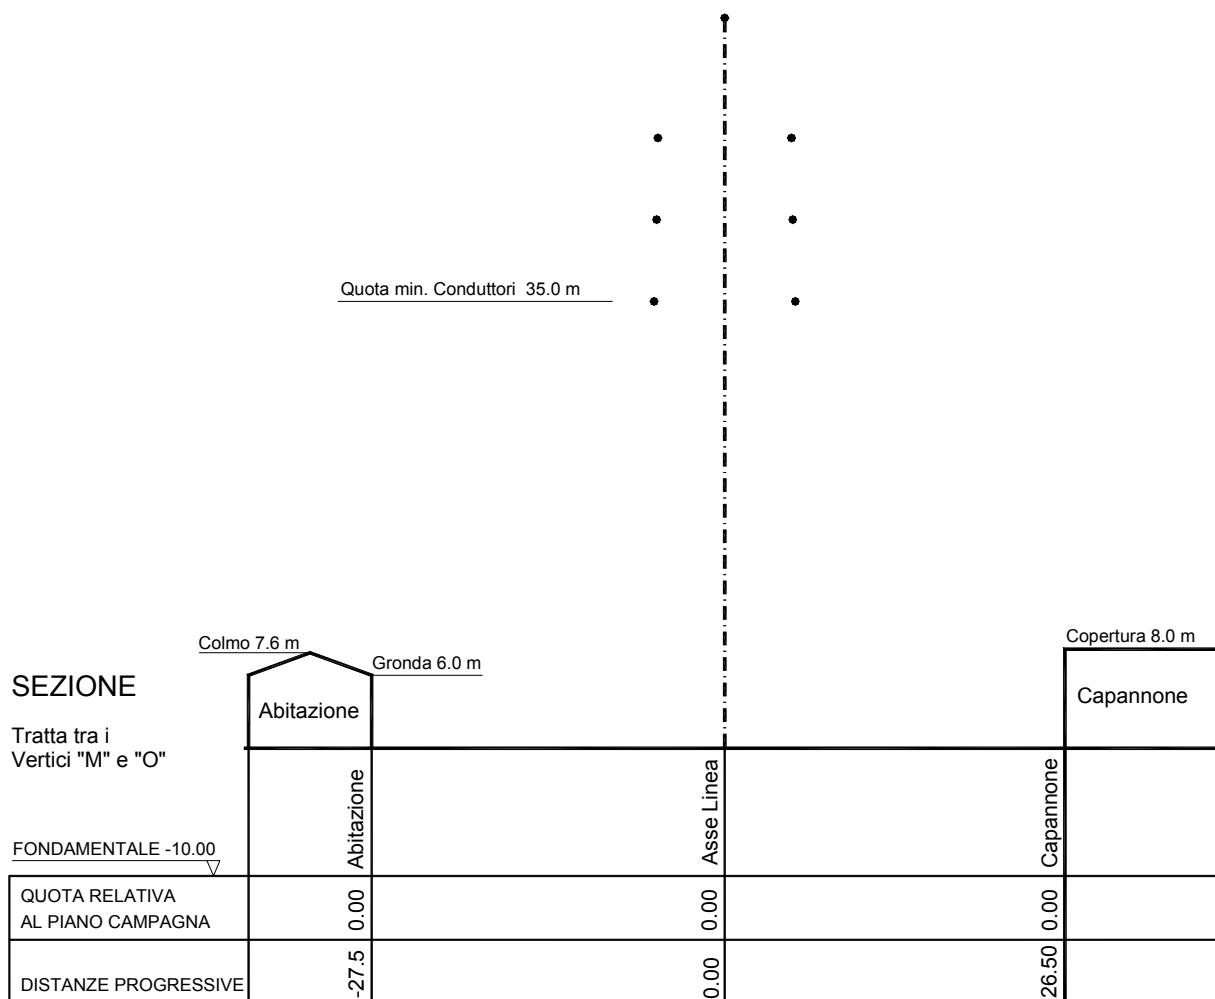 Quota min. Conduttori 35.0 m
Colmo 7.6 m
Gronda 6.0 m
Copertura 8.0 m
SEZIONE
Abitazione
Capannone
Tratta tra i
Vertici "M" e "O"
Abitazione
Asse Linea
Capannone
FONDAMENTALE -10.00
QUOTA RELATIVA
AL PIANO CAMPAGNA
0.00
0.00
0.00
DISTANZE PROGRESSIVE
-27.5
0.00
26.50